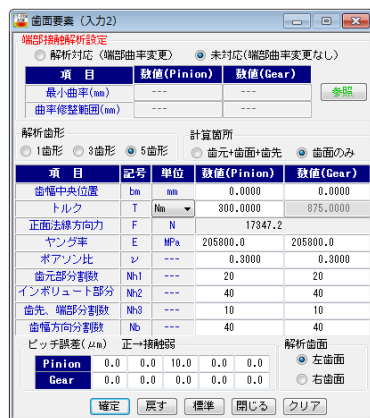 歯面要素（入力2）
端部接触解析設定
解析対応（端部曲率変更） 未対応(端部曲率変更なし）
項　目 数値(Pinion) 数値(Gear)
最小曲率(mm) --- --- 参照
曲率修整範囲(mm) --- ---
解析歯形 計算箇所
1歯形 3歯形 5歯形 歯元+歯面+歯先 歯面のみ
項　目 記号 単位 数値(Pinion) 数値(Gear)
歯幅中央位置 bm mm 0.0000 0.0000
トルク T Nm 300.0000 875.0000
正面法線方向力 F N 17347.2
ヤング率 E MPa 205800.0 205800.0
ポアソン比 ν --- 0.3000 0.3000
歯元部分割数 Nh1 --- 20 20
インボリュート部分 Nh2 --- 40 40
歯先、端部分割数 Nh3 --- 10 10
歯幅方向分割数 Nb --- 40 40
ピッチ誤差(μm) 正→接触弱 解析歯面
Pinion 0.0 0.0 10.0 0.0 0.0 左歯面
Gear 0.0 0.0 0.0 0.0 0.0 右歯面
確定 戻す 標準 閉じる クリア